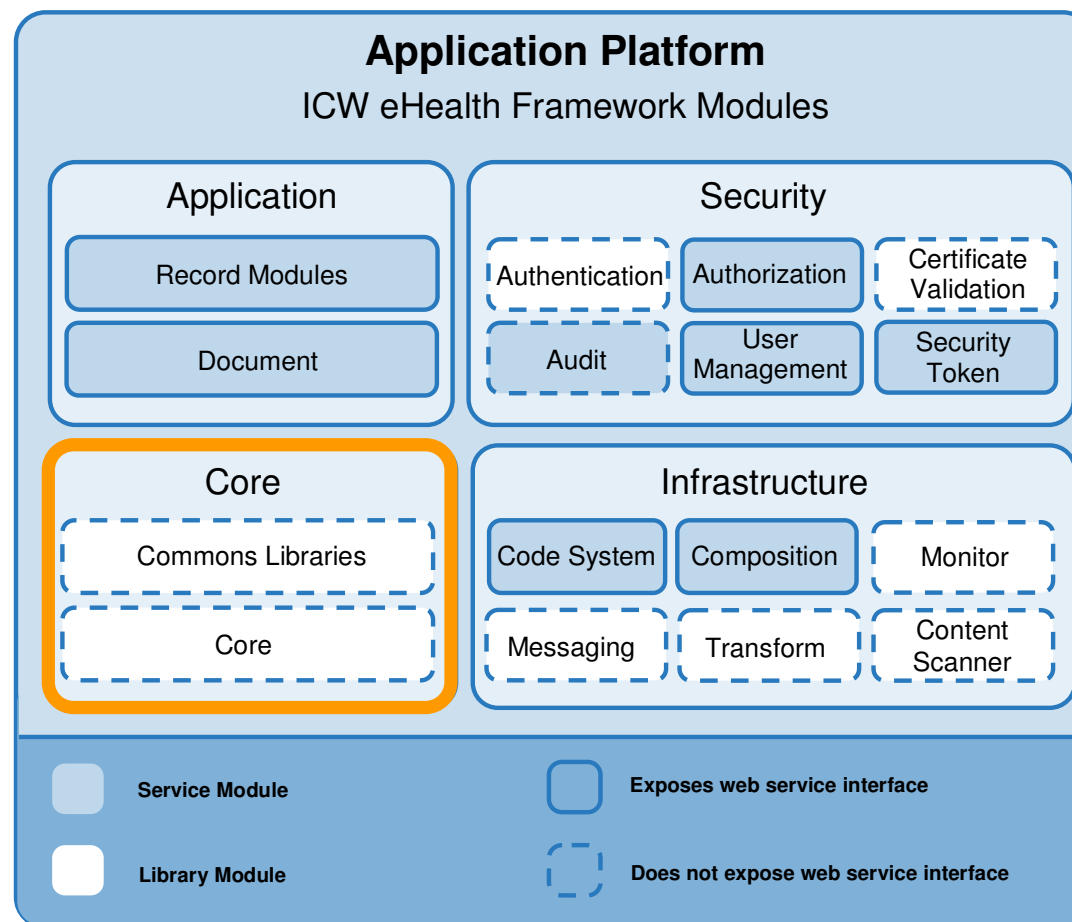 Application Platform
ICW eHealth Framework Modules
Application
Record Modules
Document
Security
Authentication
Authorization
Certificate
Validation
Audit
User
Management
Security
Token
Core
Commons Libraries
Core
Infrastructure
Code System
Composition
Monitor
Messaging
Transform
Content
Scanner
Service Module
Exposes web service interface
Library Module
Does not expose web service interface